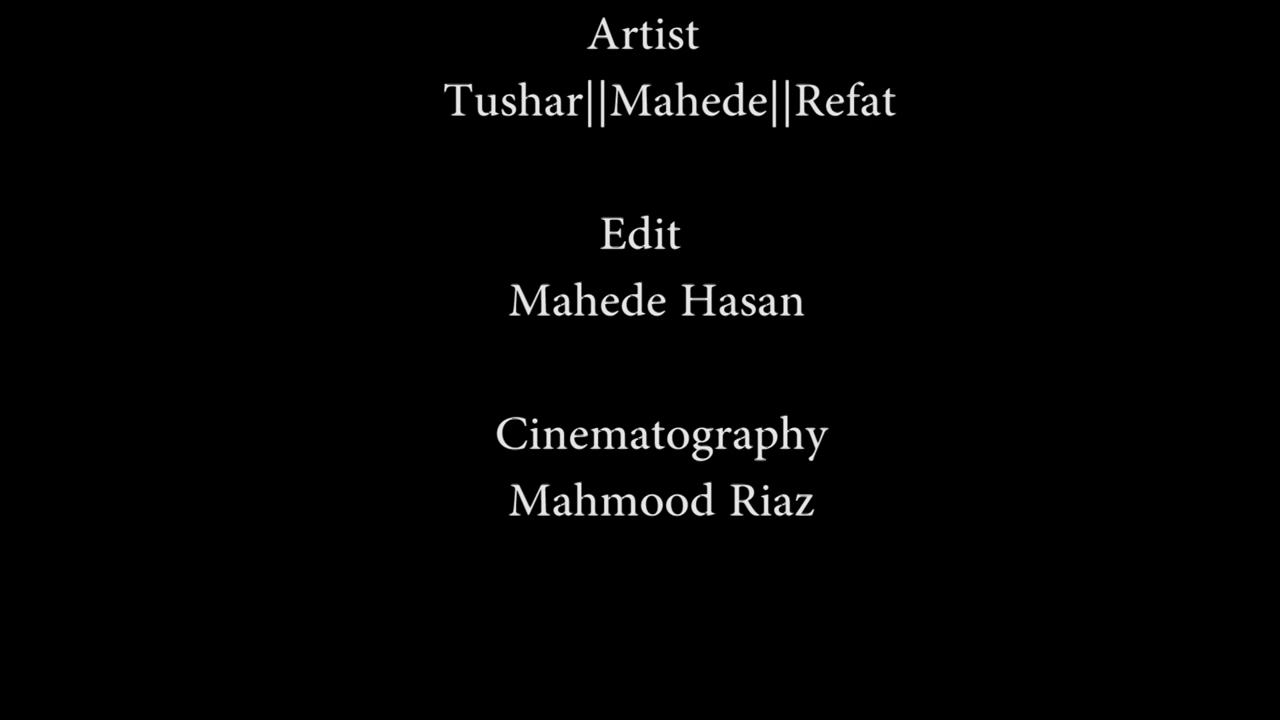 Artist
Tushar||Mahede||Refat
Edit
Mahede Hasan
Cinematography
Mahmood Riaz